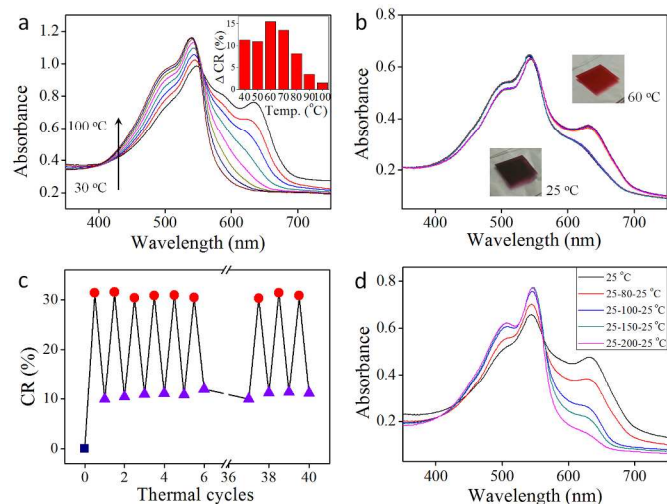 a
1.2
1.0
0.8
0.6
0.4
0.2
Absorbance
400
500
600
700
Wavelength (nm)
100 °C
30 °C
Δ CR (%)
15
10
5
0
40 50 60 70 80 90 100
Temp. (°C)
b
0.8
0.6
0.4
0.2
Absorbance
400
500
600
700
Wavelength (nm)
60 °C
25 °C
c
30
20
10
0
CR (%)
0
2
4
6
36
38
40
Thermal cycles
d
0.8
0.6
0.4
0.2
Absorbance
400
500
600
700
Wavelength (nm)
25 °C
25-80-25 °C
25-100-25 °C
25-150-25 °C
25-200-25 °C